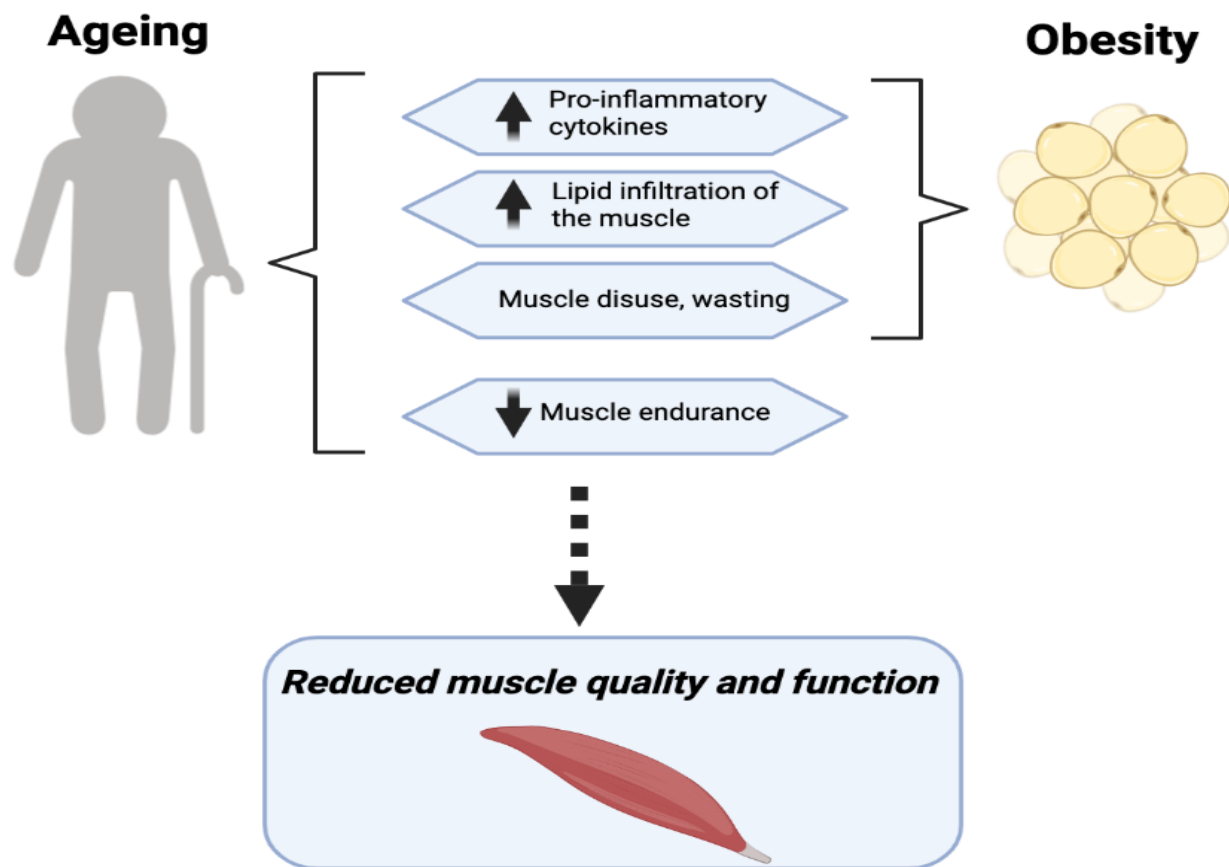 Ageing
Obesity
Pro-inflammatory
cytokines
Lipid infiltration of
the muscle
Muscle disuse, wasting
Muscle endurance
Reduced muscle quality and function